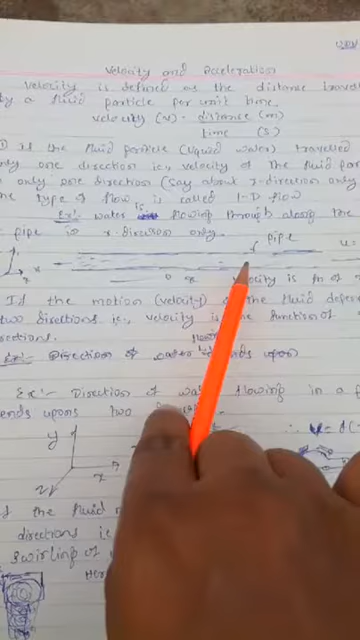 Velocity and Acceleration
Velocity is defined as the distance travell
by a fluid particle per unit time.
velocity (v) = distance (m)
time (s)
① If the fluid particle (liquid water) travelled
only one direction i.e., velocity of the fluid par
only one direction (say about x-direction only
the type of flow is called 1-D flow
Ex:- water is flowing through along the
pipe in x-direction only.
pipe
u =
x
velocity is fn of
If the motion (velocity) of the fluid
two directions i.e., velocity is the function of
rections.
Ex:- Direction of water depends upon
Ex:- Direction of water flowing in a
ends upon two
y
x
z
If the fluid
directions i.e
swirling of
Her